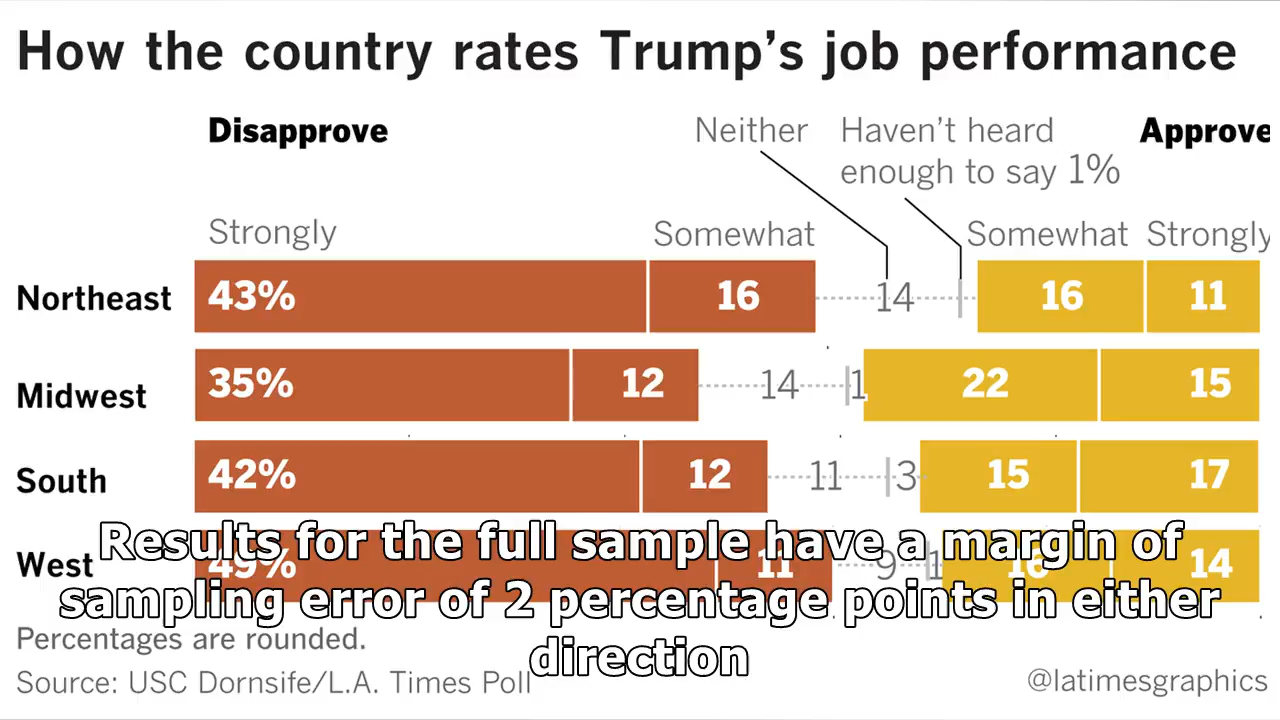 How the country rates Trump's job performance
Disapprove Neither Haven't heard Approve
enough to say 1%
Strongly Somewhat Somewhat Strongly
Northeast 43% 16 14 16 11
Midwest 35% 12 14 1 22 15
South 42% 12 11 3 15 17
West 49% 11 9 1 16 14
Results for the full sample have a margin of
sampling error of 2 percentage points in either
direction
Percentages are rounded.
Source: USC Dornsife/L.A. Times Poll
@latimesgraphics